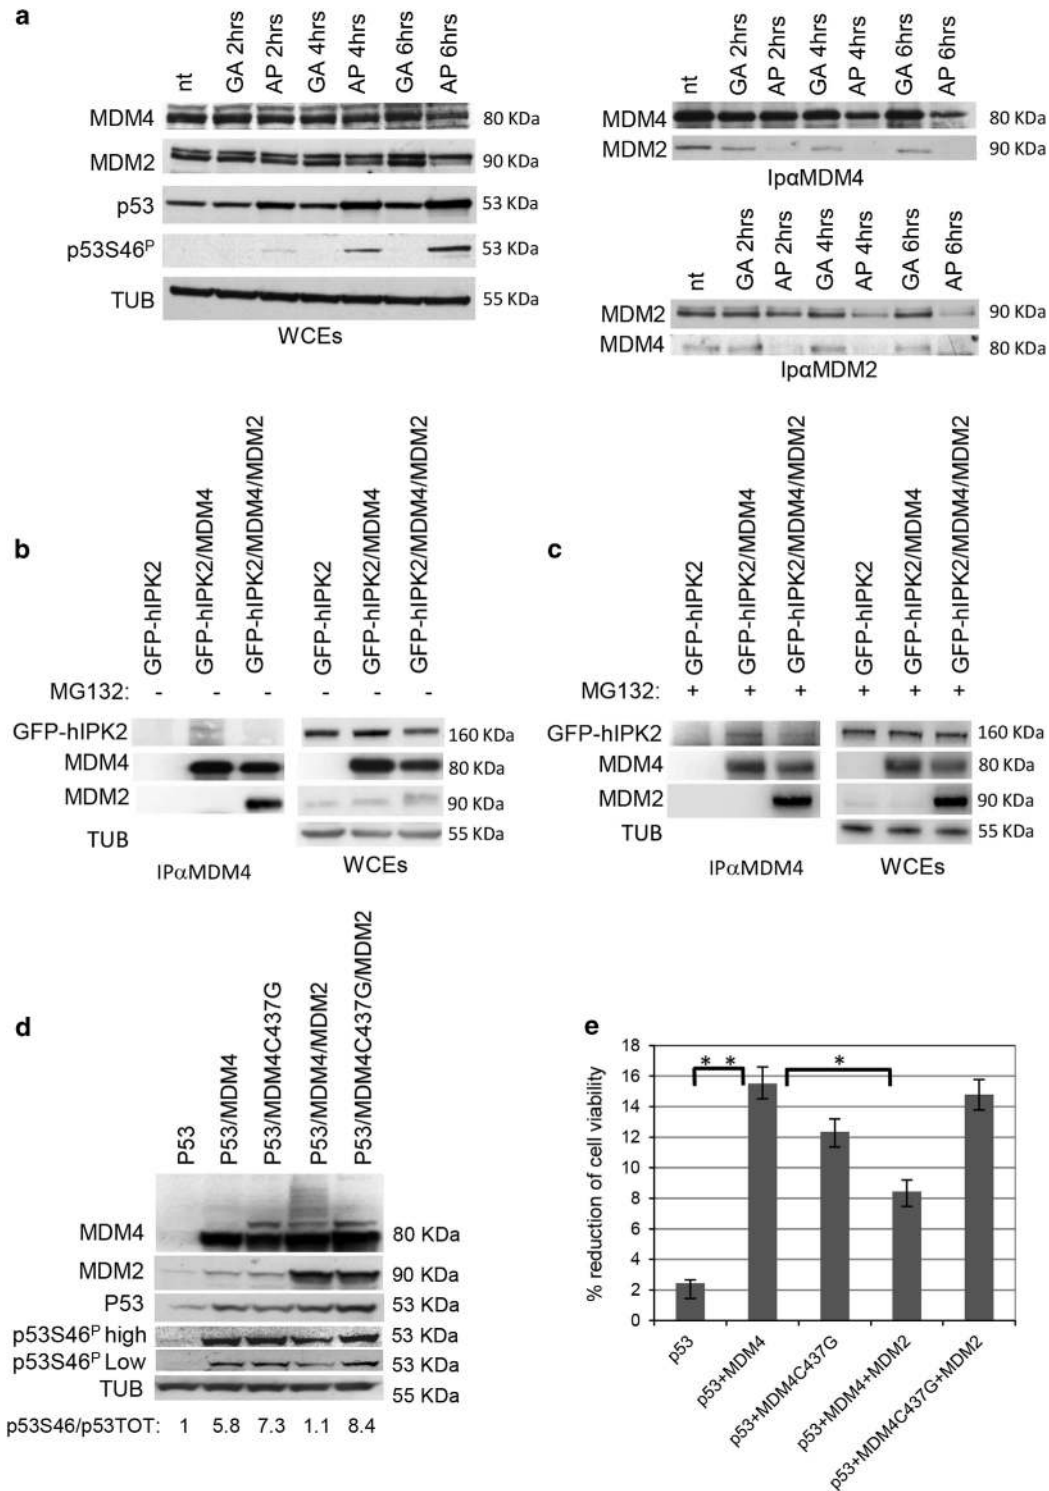 a
nt
GA 2hrs
AP 2hrs
GA 4hrs
AP 4hrs
GA 6hrs
AP 6hrs
MDM4 80 KDa
MDM2 90 KDa
p53 53 KDa
p53S46ᴾ 53 KDa
TUB 55 KDa
WCEs
nt
GA 2hrs
AP 2hrs
GA 4hrs
AP 4hrs
GA 6hrs
AP 6hrs
MDM4 80 KDa
MDM2 90 KDa
IpαMDM4
nt
GA 2hrs
AP 2hrs
GA 4hrs
AP 4hrs
GA 6hrs
AP 6hrs
MDM2 90 KDa
MDM4 80 KDa
IpαMDM2
b
GFP-hIPK2
GFP-hIPK2/MDM4
GFP-hIPK2/MDM4/MDM2
GFP-hIPK2
GFP-hIPK2/MDM4
GFP-hIPK2/MDM4/MDM2
MG132: - - - - - -
GFP-hIPK2 160 KDa
MDM4 80 KDa
MDM2 90 KDa
TUB 55 KDa
IPαMDM4 WCEs
c
GFP-hIPK2
GFP-hIPK2/MDM4
GFP-hIPK2/MDM4/MDM2
GFP-hIPK2
GFP-hIPK2/MDM4
GFP-hIPK2/MDM4/MDM2
MG132: + + + + + +
GFP-hIPK2 160 KDa
MDM4 80 KDa
MDM2 90 KDa
TUB 55 KDa
IPαMDM4 WCEs
d
P53
P53/MDM4
P53/MDM4C437G
P53/MDM4/MDM2
P53/MDM4C437G/MDM2
MDM4 80 KDa
MDM2 90 KDa
P53 53 KDa
p53S46ᴾ high 53 KDa
p53S46ᴾ Low 53 KDa
TUB 55 KDa
p53S46/p53TOT: 1 5.8 7.3 1.1 8.4
e
% reduction of cell viability
18
16
14
12
10
8
6
4
2
0
* *
*
p53
p53+MDM4
p53+MDM4C437G
p53+MDM4+MDM2
p53+MDM4C437G+MDM2